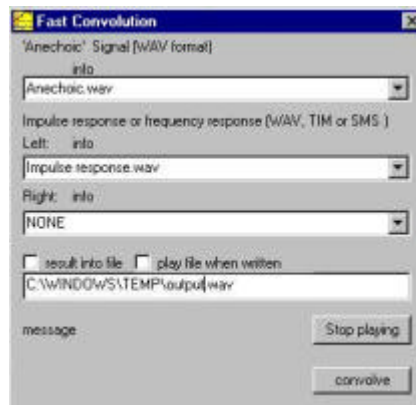 Fast Convolution
'Anechoic' Signal (WAV format)
info
Anechoic.wav
Impulse response or frequency response (WAV, TIM or SMS )
Left: info
Impulse response.wav
Right: info
NONE
result into file play file when written
C:\WINDOWS\TEMP\output.wav
message Stop playing
convolve